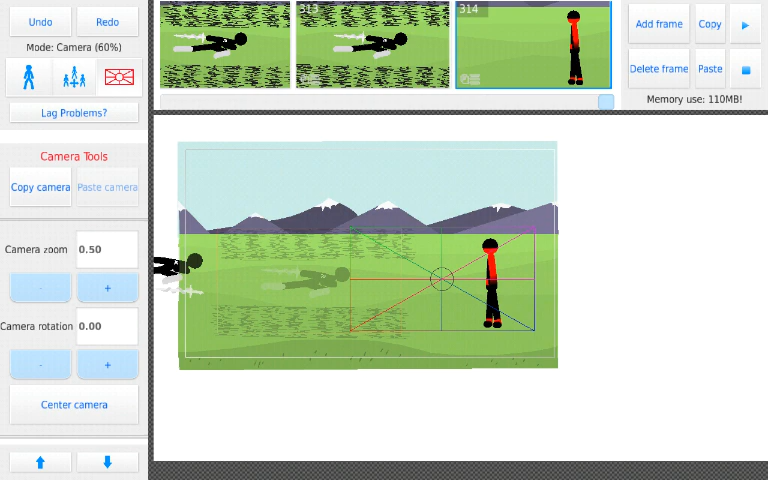 Undo
Redo
Mode: Camera (60%)
Lag Problems?
Camera Tools
Copy camera
Paste camera
Camera zoom
0.50
-
+
Camera rotation
0.00
-
+
Center camera
313
314
Add frame
Copy
Delete frame
Paste
Memory use: 110MB!